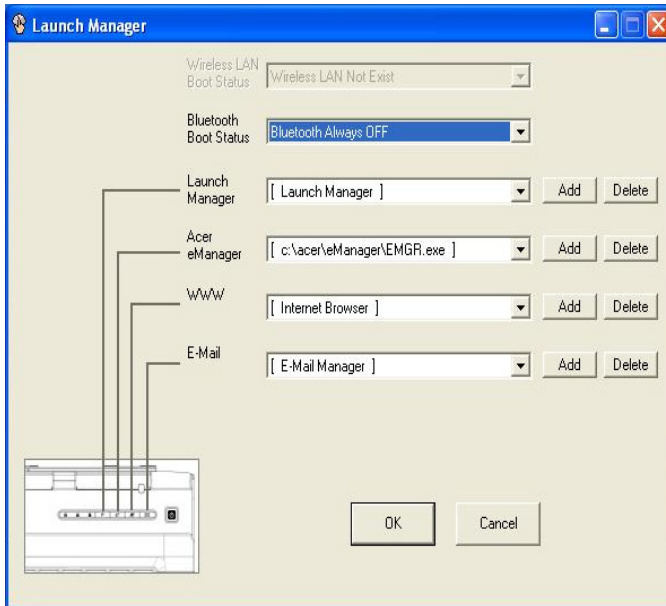 Launch Manager
Wireless LAN
Boot Status
Wireless LAN Not Exist
Bluetooth
Boot Status
Bluetooth Always OFF
Launch
Manager
[ Launch Manager ]
Add
Delete
Acer
eManager
[ c:\acer\eManager\EMGR.exe ]
Add
Delete
WWW
[ Internet Browser ]
Add
Delete
E-Mail
[ E-Mail Manager ]
Add
Delete
OK
Cancel